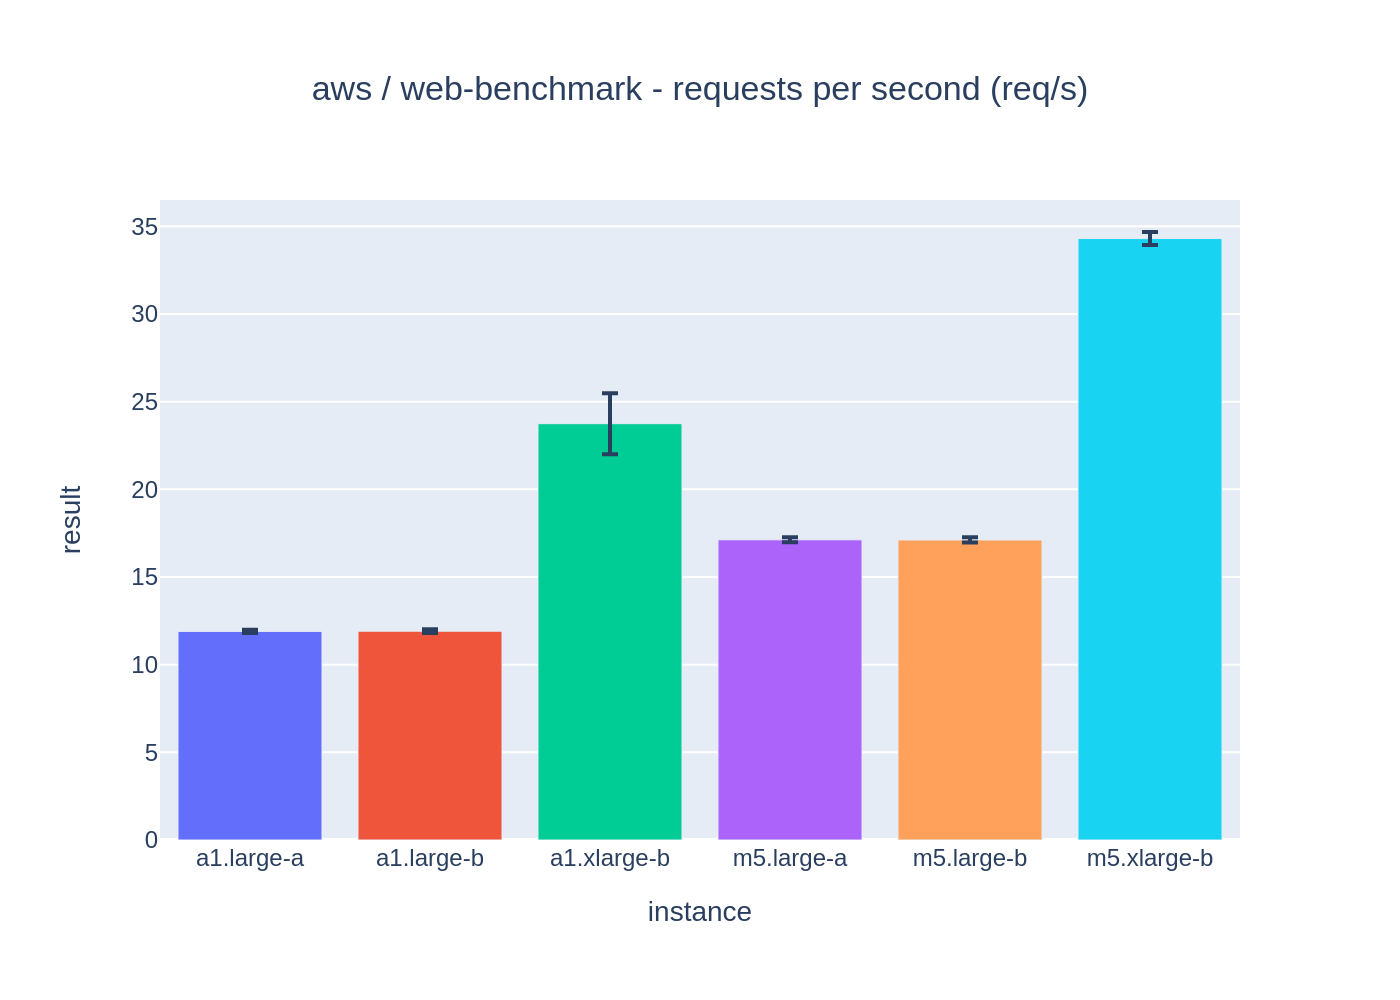 aws / web-benchmark - requests per second (req/s)
result
35
30
25
20
15
10
5
0
a1.large-a a1.large-b a1.xlarge-b m5.large-a m5.large-b m5.xlarge-b
instance